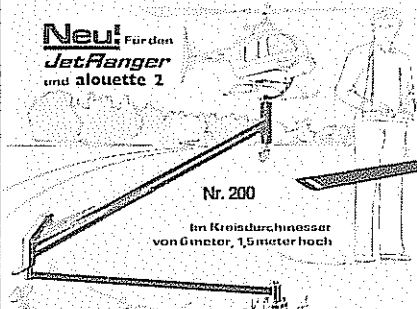 Neu! Für den
JetRanger
und alouette 2
Nr. 200
Im Kreisdurchmesser
von 6 meter, 1,5 meter hoch